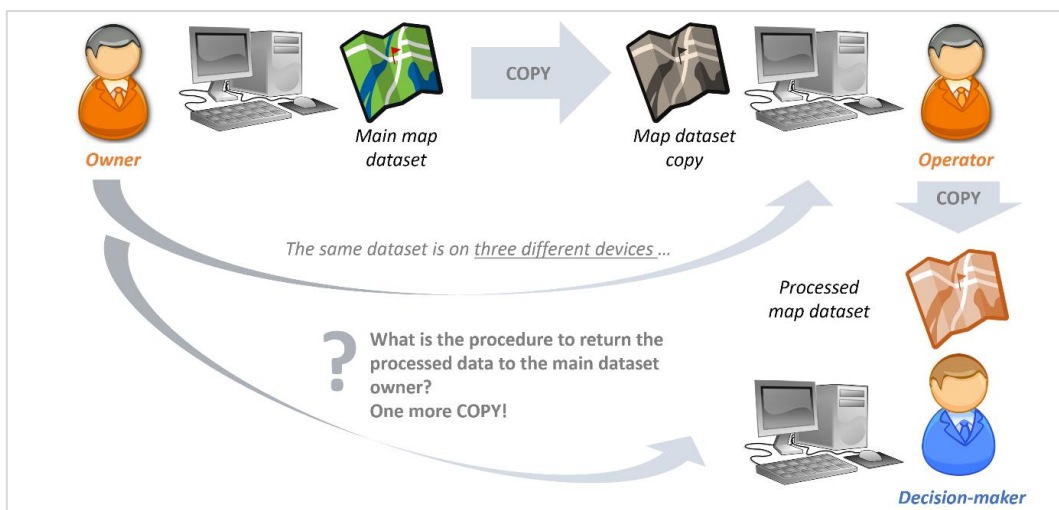 COPY
Main map
dataset
Map dataset
copy
Owner
Operator
COPY
The same dataset is on three different devices ...
Processed
map dataset
?
What is the procedure to return the
processed data to the main dataset
owner?
One more COPY!
Decision-maker